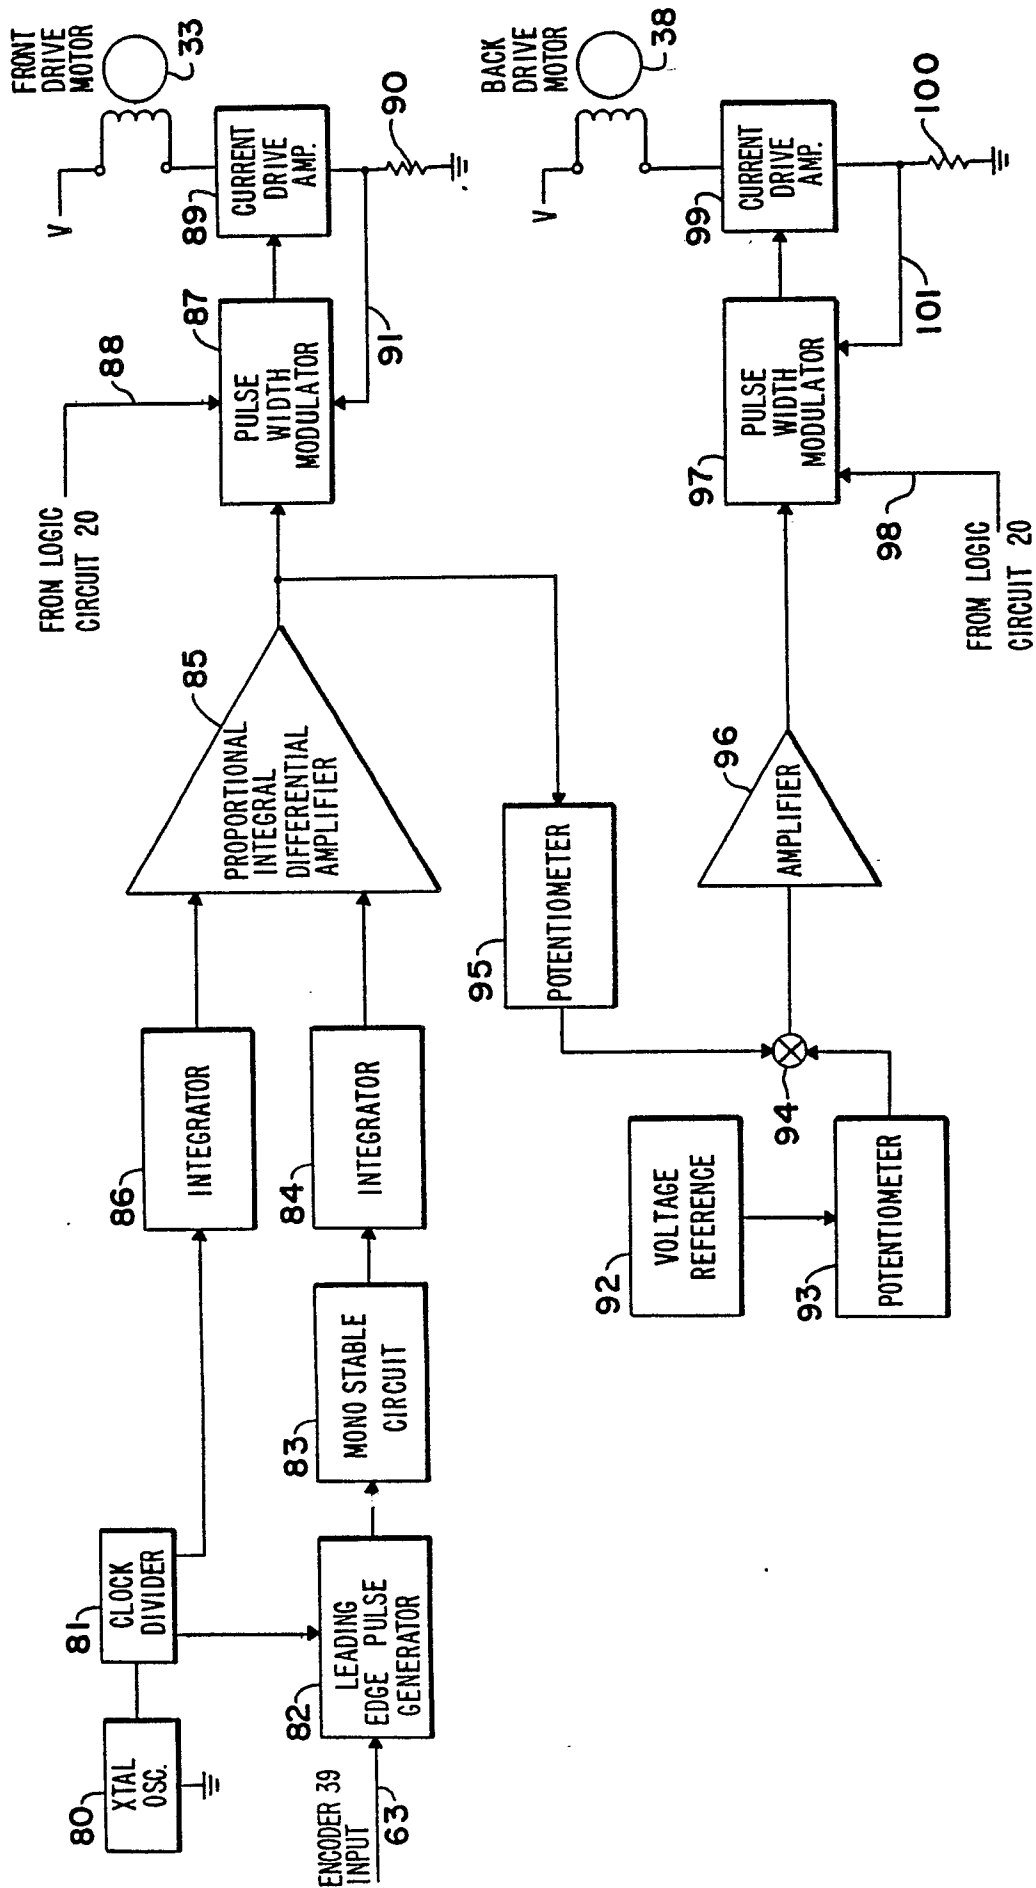 80
XTAL
OSC.
81
CLOCK
DIVIDER
ENCODER 39
INPUT
63
82
LEADING
EDGE PULSE
GENERATOR
83
MONO STABLE
CIRCUIT
86
INTEGRATOR
84
INTEGRATOR
85
PROPORTIONAL
INTEGRAL
DIFFERENTIAL
AMPLIFIER
FROM LOGIC
CIRCUIT 20
88
87
PULSE
WIDTH
MODULATOR
89
CURRENT
DRIVE
AMP.
91
90
V
FRONT
DRIVE
MOTOR
33
92
VOLTAGE
REFERENCE
93
POTENTIOMETER
94
95
POTENTIOMETER
96
AMPLIFIER
97
PULSE
WIDTH
MODULATOR
98
FROM LOGIC
CIRCUIT 20
99
CURRENT
DRIVE
AMP.
101
100
V
BACK
DRIVE
MOTOR
38